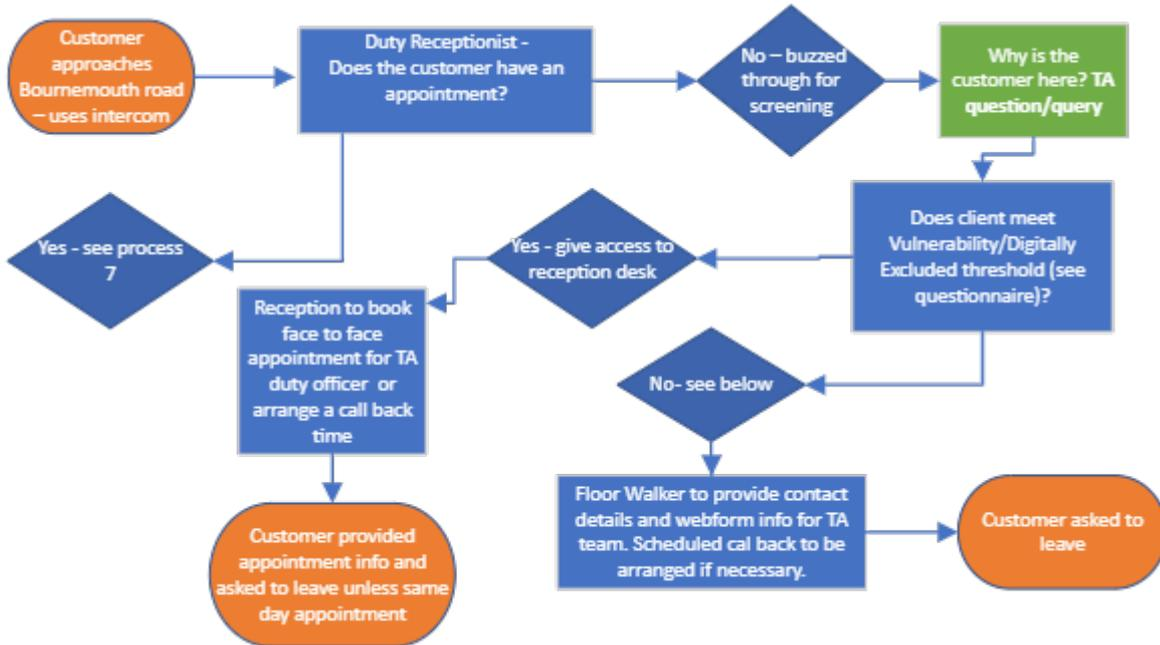 Customer
approaches
Bournemouth road
– uses intercom
Duty Receptionist -
Does the customer have an
appointment?
No – buzzed
through for
screening
Why is the
customer here? TA
question/query
Yes - see process
7
Yes - give access to
reception desk
Does client meet
Vulnerability/Digitally
Excluded threshold (see
questionnaire)?
Reception to book
face to face
appointment for TA
duty officer or
arrange a call back
time
No- see below
Customer provided
appointment info and
asked to leave unless same
day appointment
Floor Walker to provide contact
details and webform info for TA
team. Scheduled cal back to be
arranged if necessary.
Customer asked to
leave